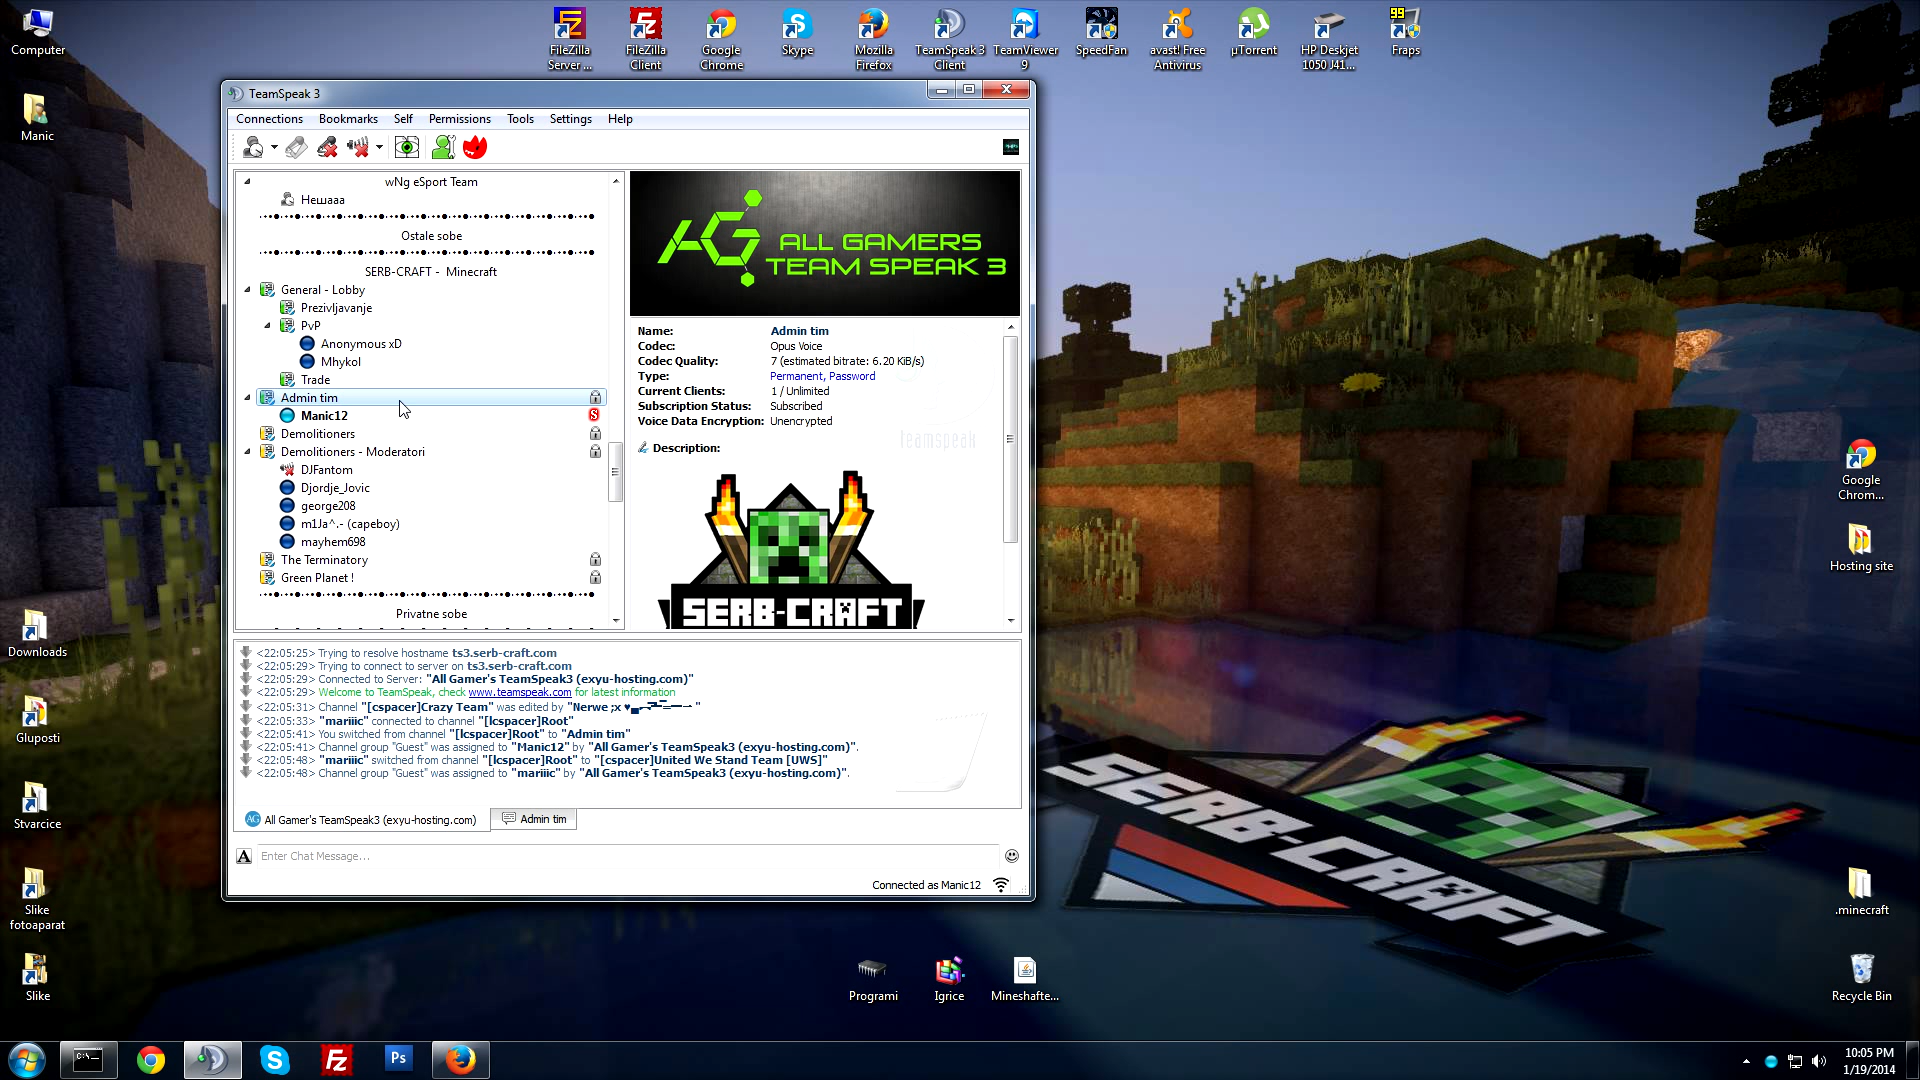 Computer
Manic
Downloads
Gluposti
Stvarcice
Slike
fotoaparat
Slike
FileZilla
Server ...
FileZilla
Client
Google
Chrome
Skype
Mozilla
Firefox
TeamSpeak 3
Client
TeamViewer
9
SpeedFan
avast! Free
Antivirus
µTorrent
HP Deskjet
1050 J41...
99
Fraps
TeamSpeak 3
Connections Bookmarks Self Permissions Tools Settings Help
wNg eSport Team
Нешааа
Ostale sobe
SERB-CRAFT - Minecraft
General - Lobby
Prezivljavanje
PvP
Anonymous xD
Mhykol
Trade
Admin tim
Manic12
S
Demolitioners
Demolitioners - Moderatori
DJFantom
Djordje_Jovic
george208
m1Ja^.- (capeboy)
mayhem698
The Terminatory
Green Planet !
Privatne sobe
AG ALL GAMERS
TEAM SPEAK 3
Name: Admin tim
Codec: Opus Voice
Codec Quality: 7 (estimated bitrate: 6.20 KiB/s)
Type: Permanent, Password
Current Clients: 1 / Unlimited
Subscription Status: Subscribed
Voice Data Encryption: Unencrypted
teamspeak
Description:
SERB-CRAFT
<22:05:25> Trying to resolve hostname ts3.serb-craft.com
<22:05:29> Trying to connect to server on ts3.serb-craft.com
<22:05:29> Connected to Server: "All Gamer's TeamSpeak3 (exyu-hosting.com)"
<22:05:29> Welcome to TeamSpeak, check www.teamspeak.com for latest information
<22:05:31> Channel "[cspacer]Crazy Team" was edited by "Nerwe ;x ♥ "
<22:05:33> "mariiic" connected to channel "[lcspacer]Root"
<22:05:41> You switched from channel "[lcspacer]Root" to "Admin tim"
<22:05:41> Channel group "Guest" was assigned to "Manic12" by "All Gamer's TeamSpeak3 (exyu-hosting.com)".
<22:05:48> "mariiic" switched from channel "[lcspacer]Root" to "[cspacer]United We Stand Team [UWS]"
<22:05:48> Channel group "Guest" was assigned to "mariiic" by "All Gamer's TeamSpeak3 (exyu-hosting.com)".
AG All Gamer's TeamSpeak3 (exyu-hosting.com)
Admin tim
A Enter Chat Message...
Connected as Manic12
SERB-CRAFT
Google
Chrom...
Hosting site
.minecraft
Recycle Bin
Programi
Igrice
Mineshafte...
C:\
S
Fz
Ps
10:05 PM
1/19/2014